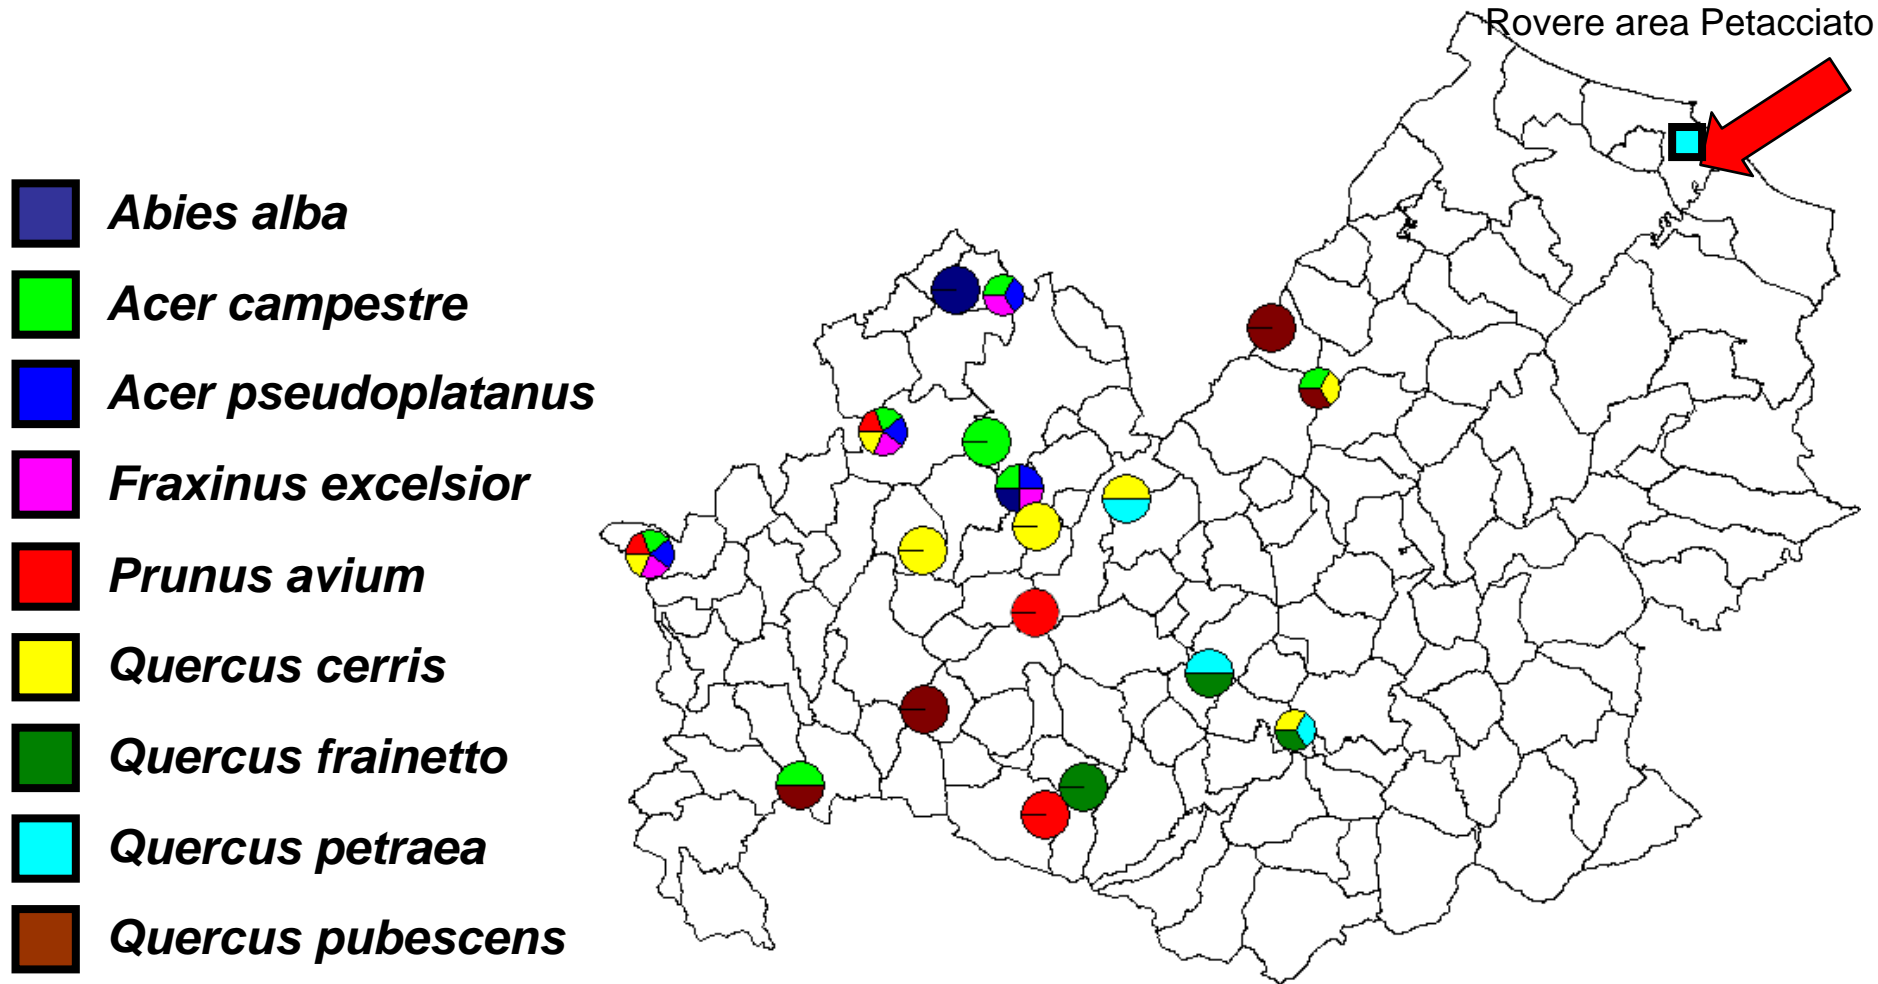 Rovere area Petacciato
Abies alba
Acer campestre
Acer pseudoplatanus
Fraxinus excelsior
Prunus avium
Quercus cerris
Quercus frainetto
Quercus petraea
Quercus pubescens